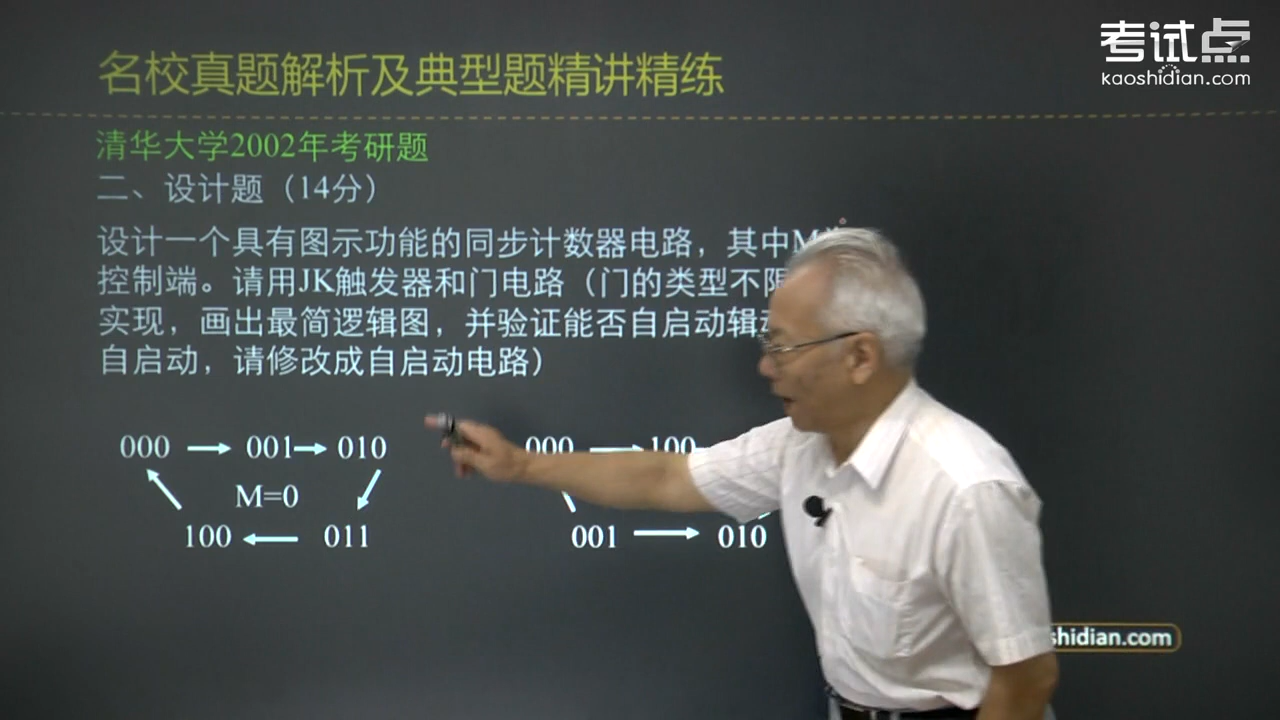 考试点
kaoshidian.com
名校真题解析及典型题精讲精练
清华大学2002年考研题
二、设计题（14分）
设计一个具有图示功能的同步计数器电路，其中M
控制端。请用JK触发器和门电路（门的类型不限
实现，画出最简逻辑图，并验证能否自启动辑
自启动，请修改成自启动电路）
000 → 001 → 010
000 → 100
M=0
100 ← 011
001 → 010
shidian.com